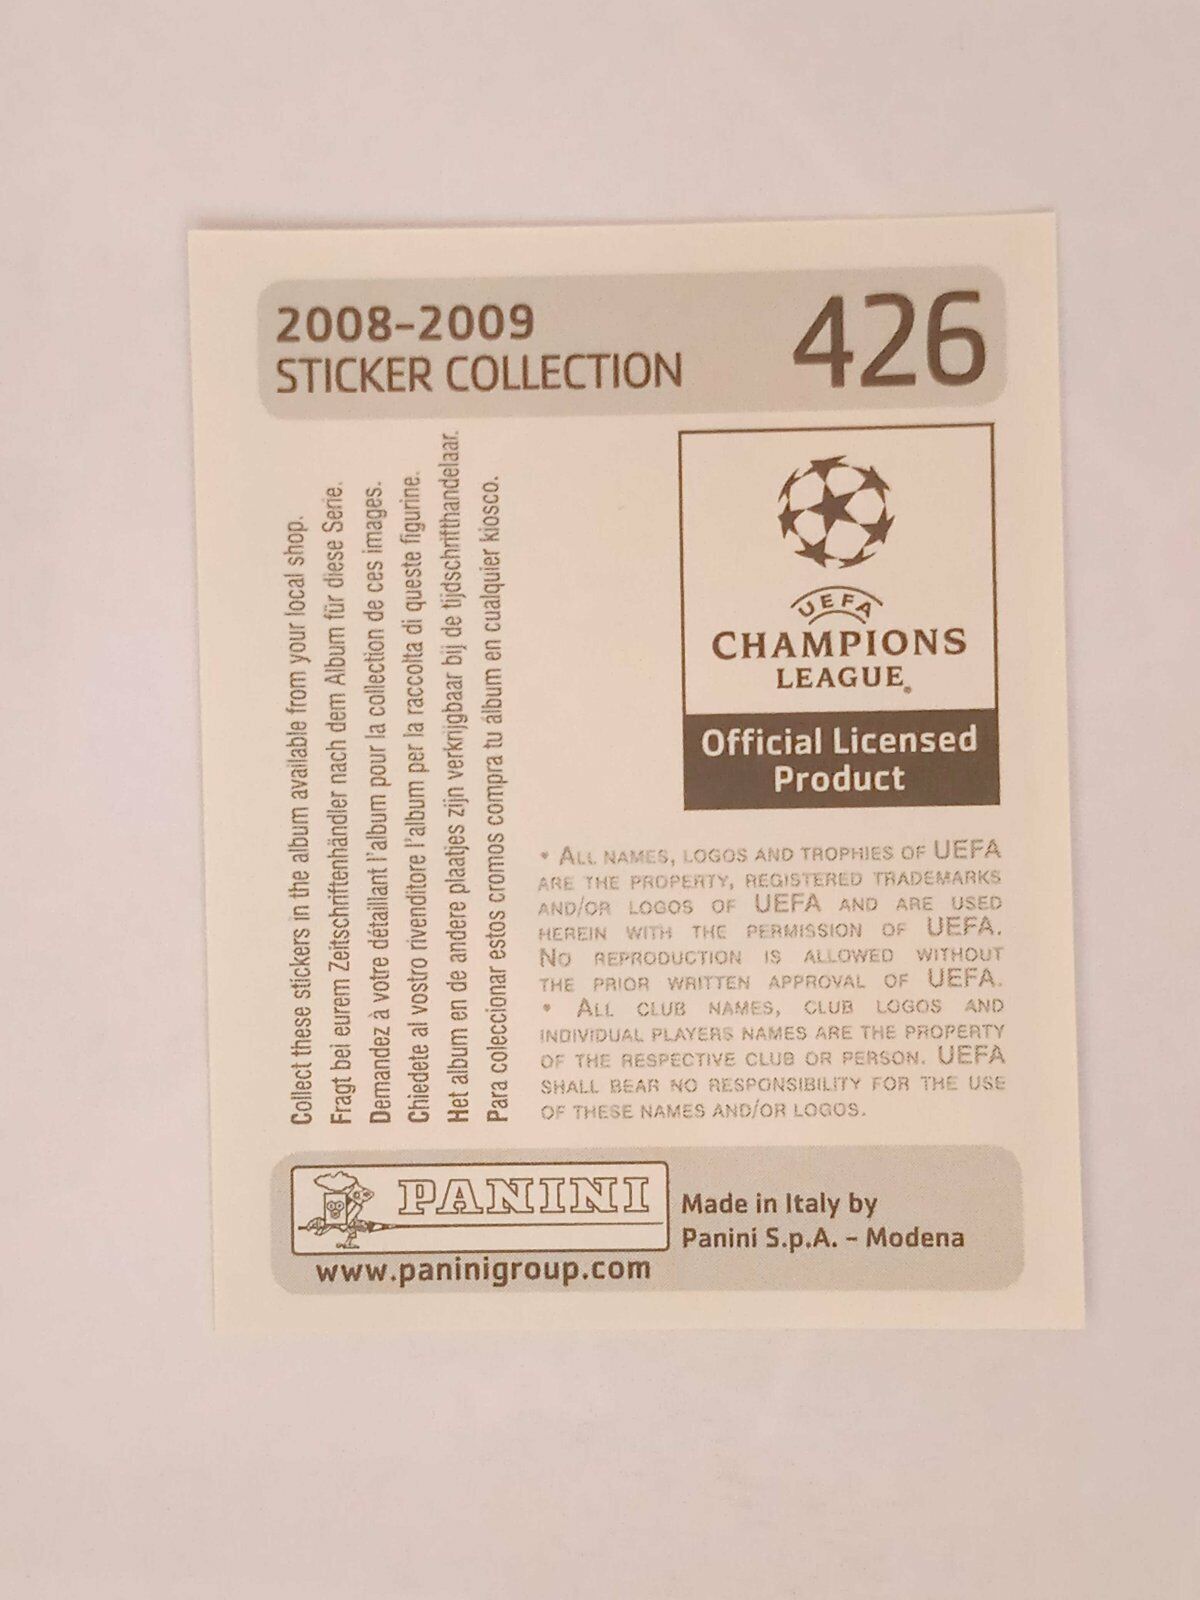 2008-2009
STICKER COLLECTION
426
Collect these stickers in the album available from your local shop.
Fragt bei eurem Zeitschriftenhändler nach dem Album für diese Serie.
Demandez à votre détaillant l'album pour la collection de ces images.
Chiedete al vostro rivenditore l'album per la raccolta di queste figurine.
Het album en de andere plaatjes zijn verkrijgbaar bij de tijdschrifthandelaar.
Para coleccionar estos cromos compra tu álbum en cualquier kiosco.
UEFA
CHAMPIONS
LEAGUE®
Official Licensed
Product
• ALL NAMES, LOGOS AND TROPHIES OF UEFA
ARE THE PROPERTY, REGISTERED TRADEMARKS
AND/OR LOGOS OF UEFA AND ARE USED
HEREIN WITH THE PERMISSION OF UEFA.
NO REPRODUCTION IS ALLOWED WITHOUT
THE PRIOR WRITTEN APPROVAL OF UEFA.
• ALL CLUB NAMES, CLUB LOGOS AND
INDIVIDUAL PLAYERS NAMES ARE THE PROPERTY
OF THE RESPECTIVE CLUB OR PERSON. UEFA
SHALL BEAR NO RESPONSIBILITY FOR THE USE
OF THESE NAMES AND/OR LOGOS.
PANINI
www.paninigroup.com
Made in Italy by
Panini S.p.A. - Modena